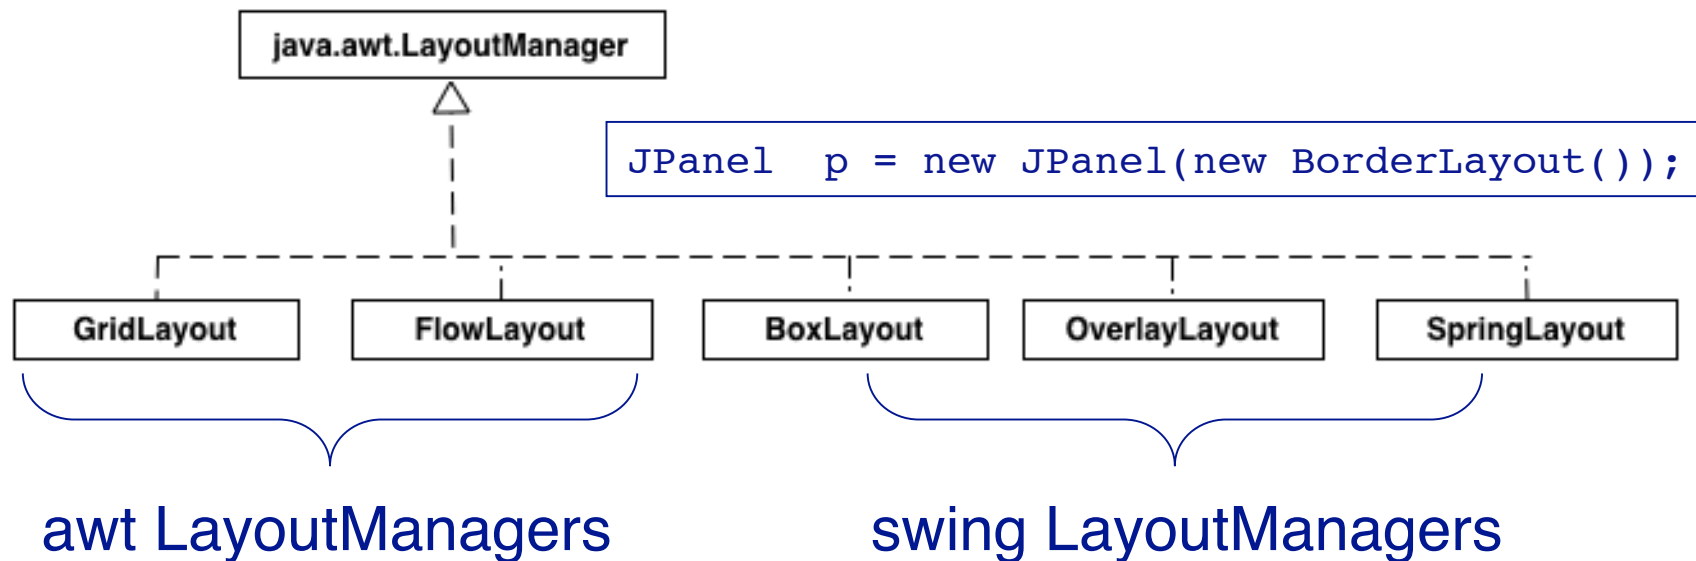 java.awt.LayoutManager
JPanel  p = new JPanel(new BorderLayout());
GridLayout
FlowLayout
BoxLayout
OverlayLayout
SpringLayout
awt LayoutManagers
swing LayoutManagers